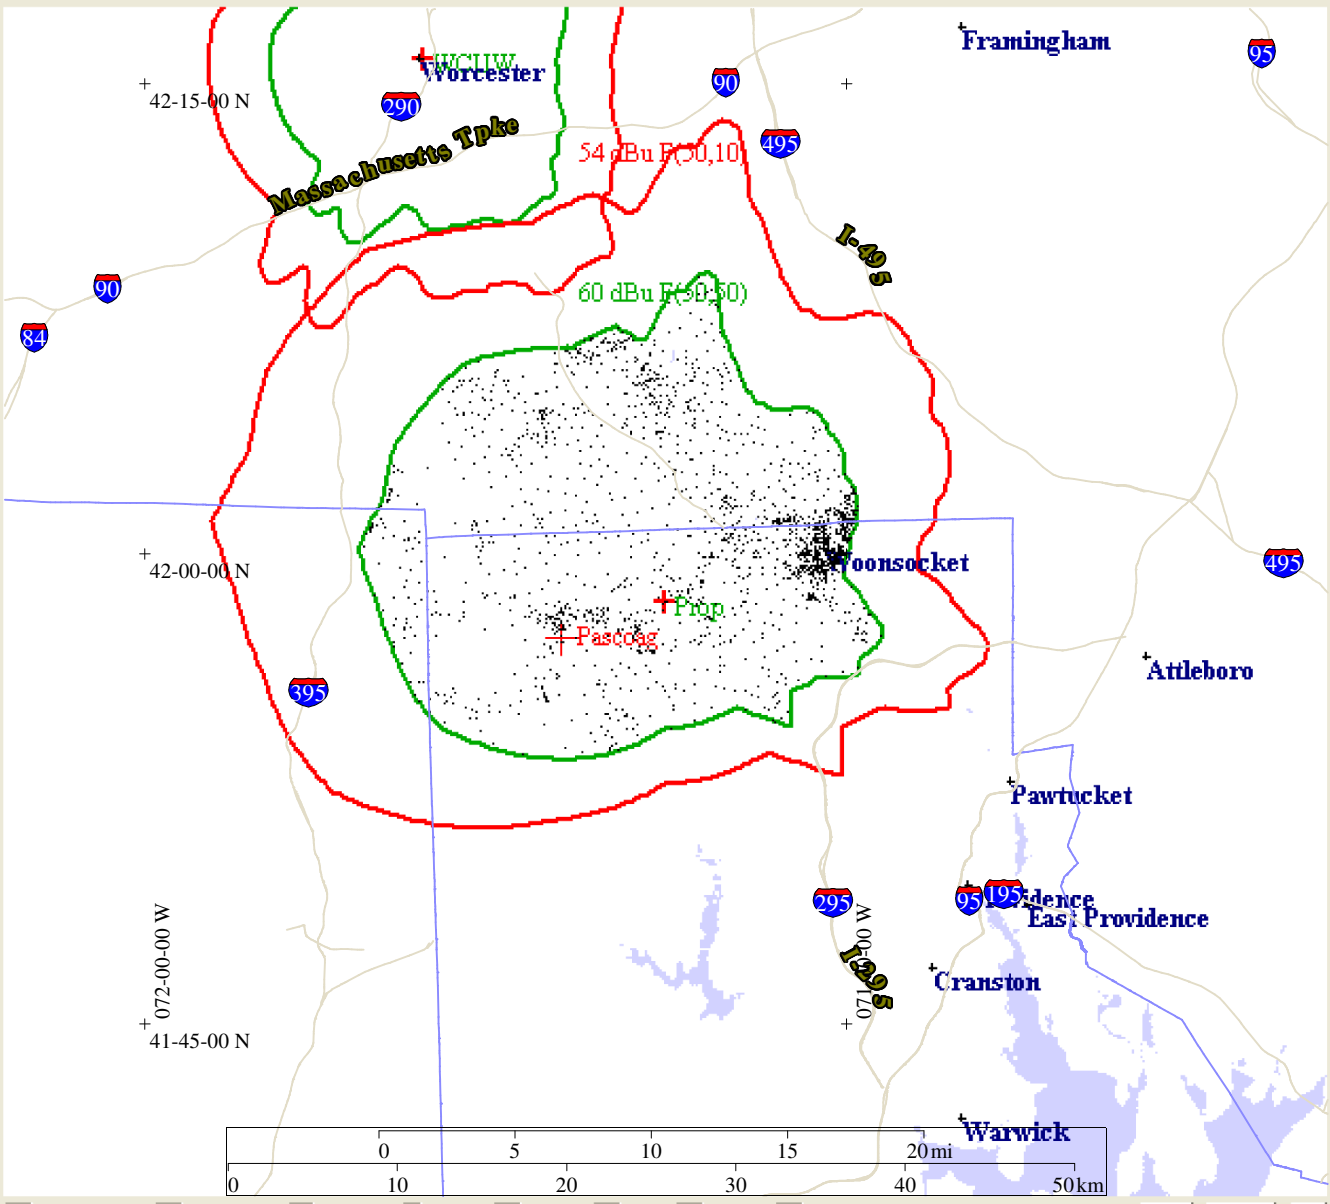 Framingham
95
WCUW
Worcester
90
42-15-00 N
290
Massachusetts Tpke
495
54 dBu F(50,10)
I-495
90
60 dBu F(50,50)
84
42-00-00 N
Woonsocket
495
Prop
Pascoag
Attleboro
395
Pawtucket
295
95
195
East Providence
072-00-00 W
I-295
Cranston
41-45-00 N
Warwick
0 5 10 15 20 mi
0 10 20 30 40 50 km